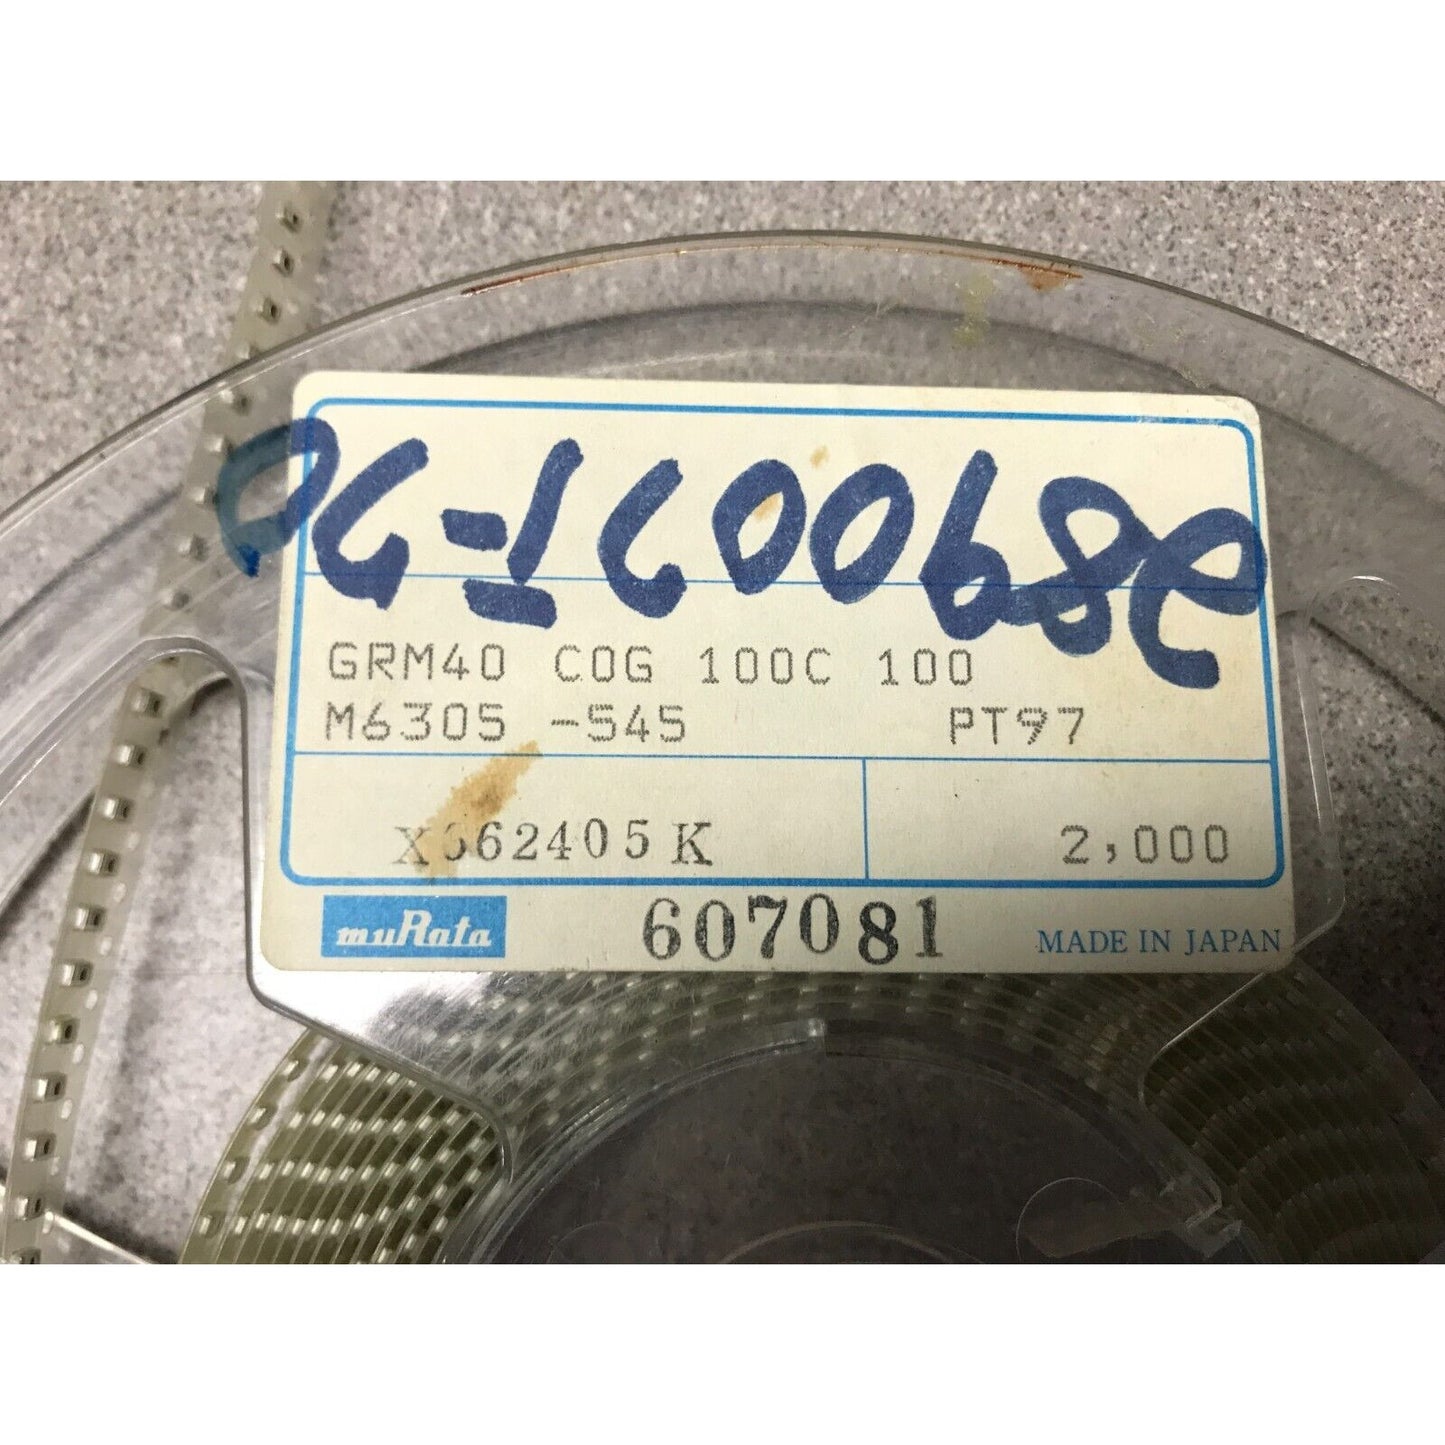 GRM40 COG 100C 100
M6305 -545 PT97
2,000
muRata 607081 MADE IN JAPAN